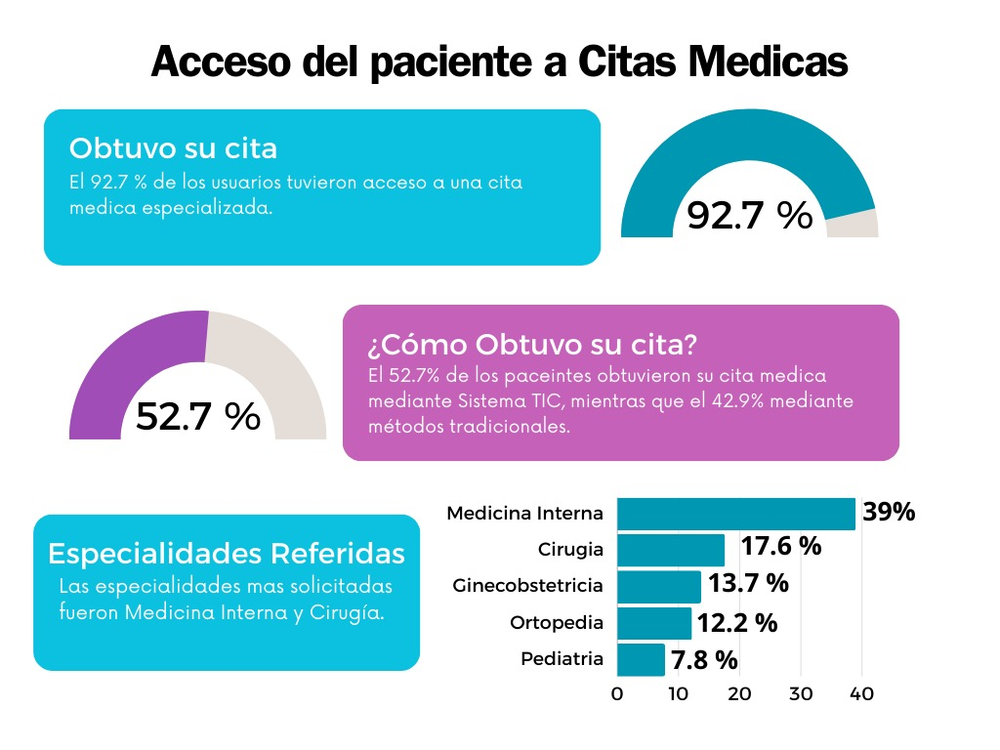 Acceso del paciente a Citas Medicas
Obtuvo su cita
El 92.7 % de los usuarios tuvieron acceso a una cita
medica especializada.
92.7 %
52.7 %
¿Cómo Obtuvo su cita?
El 52.7% de los paceintes obtuvieron su cita medica
mediante Sistema TIC, mientras que el 42.9% mediante
métodos tradicionales.
Especialidades Referidas
Las especialidades mas solicitadas
fueron Medicina Interna y Cirugía.
Medicina Interna 39%
Cirugia 17.6 %
Ginecobstetricia 13.7 %
Ortopedia 12.2 %
Pediatria 7.8 %
0 10 20 30 40